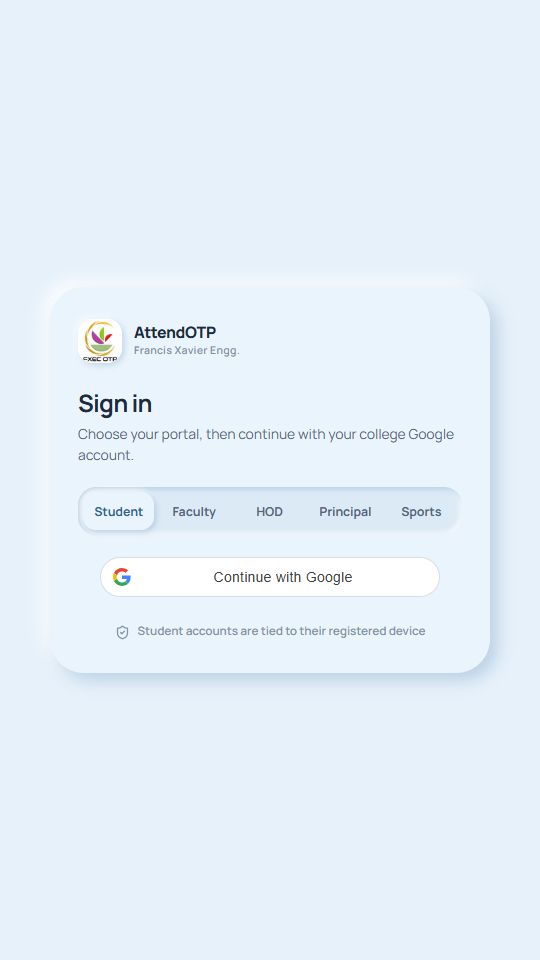 FXEC OTP
AttendOTP
Francis Xavier Engg.
Sign in
Choose your portal, then continue with your college Google
account.
Student Faculty HOD Principal Sports
Continue with Google
Student accounts are tied to their registered device